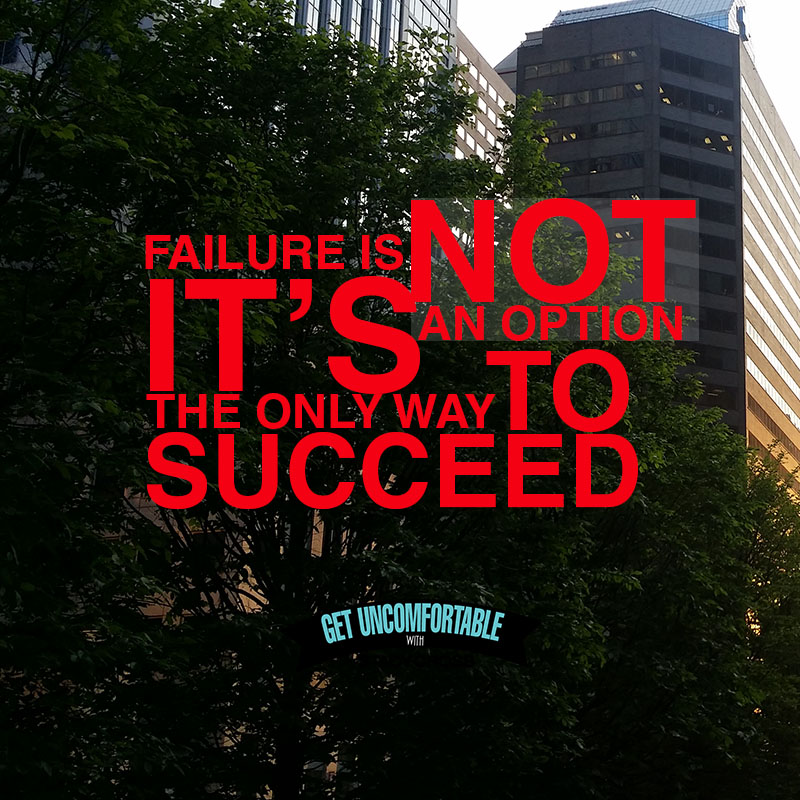 FAILURE IS NOT
AN OPTION
IT'S
THE ONLY WAY TO
SUCCEED
GET UNCOMFORTABLE
WITH